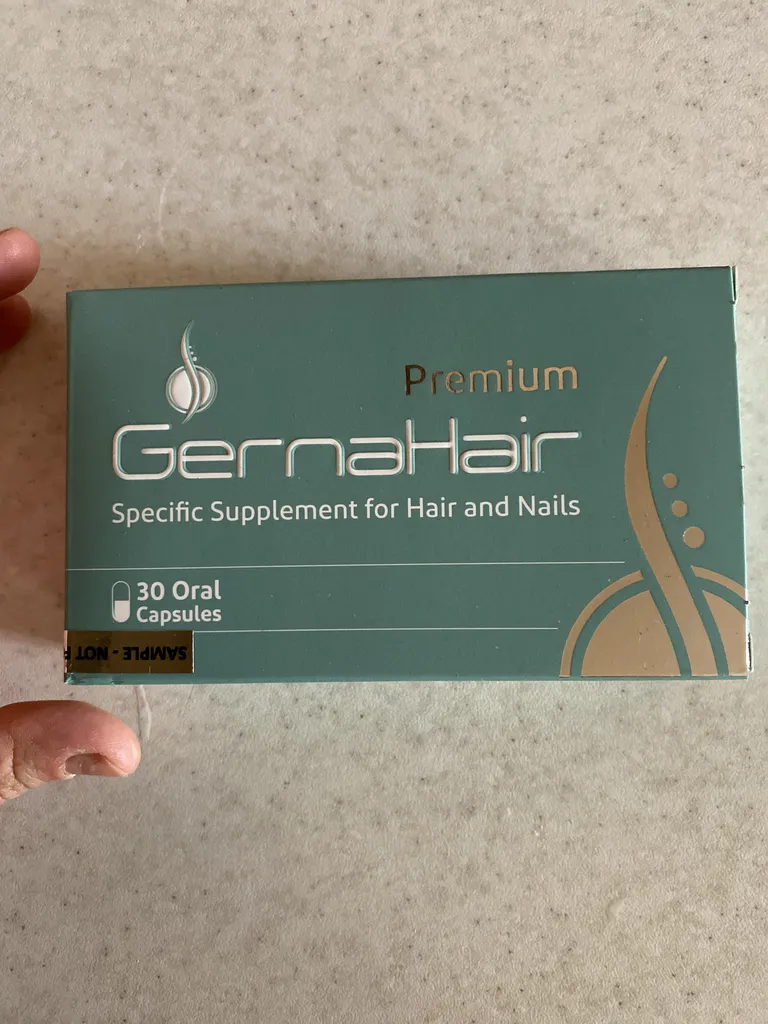 Premium
GernaHair
Specific Supplement for Hair and Nails
30 Oral
Capsules
SAMPLE - NOT